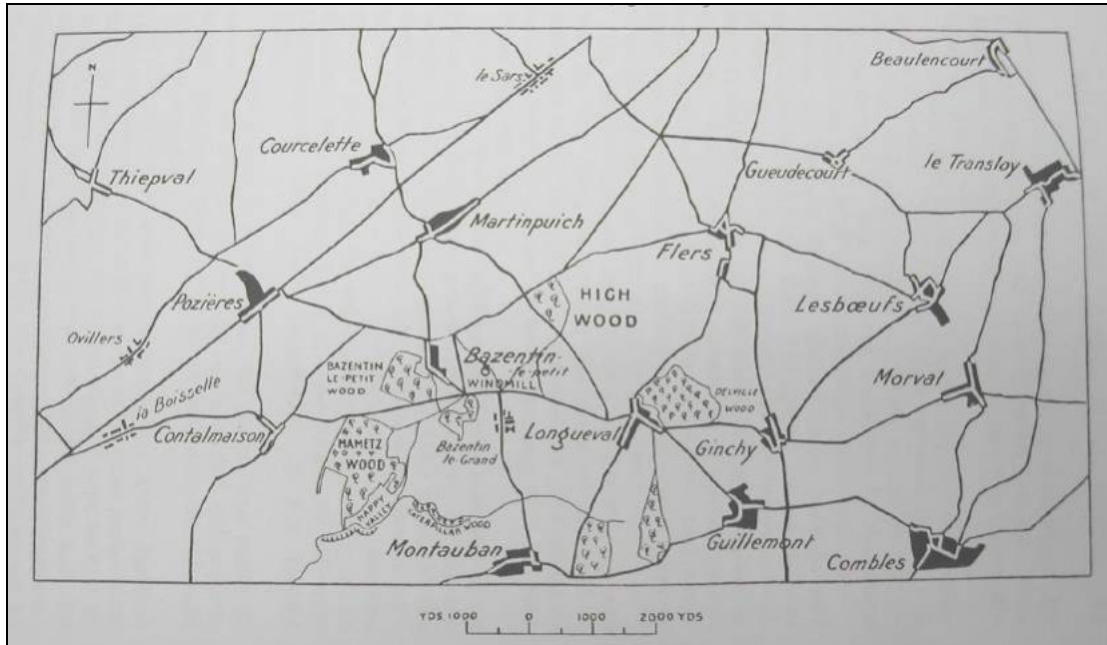 N
le Sars
Beaulencourt
Courcelette
Gueudecourt
le Transloy
Thiepval
Martinpuich
Flers
HIGH
WOOD
Pozières
Lesbœufs
Ovillers
Bazentin-
le-petit
WINDMILL
BAZENTIN
LE-PETIT
WOOD
Morval
DELVILLE
WOOD
la Boisselle
Contalmaison
MAMETZ
WOOD
Bazentin
le-Grand
Longueval
Ginchy
HAPPY
VALLEY
CATERPILLAR WOOD
Montauban
Guillemont
Combles
YDS. 1000 0 1000 2000 YDS